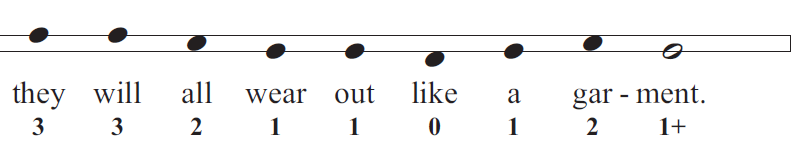 they will all wear out like a gar - ment.
3 3 2 1 1 0 1 2 1+